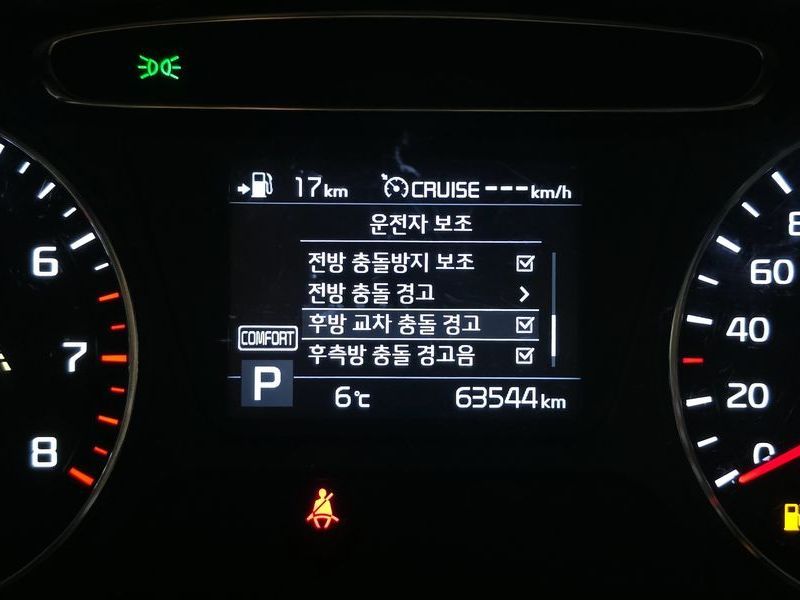 17km CRUISE---km/h
운전자 보조
전방 충돌방지 보조
전방 충돌 경고
후방 교차 충돌 경고
후측방 충돌 경고음
COMFORT
P
6℃ 63544km
6
7
8
60
40
20
0